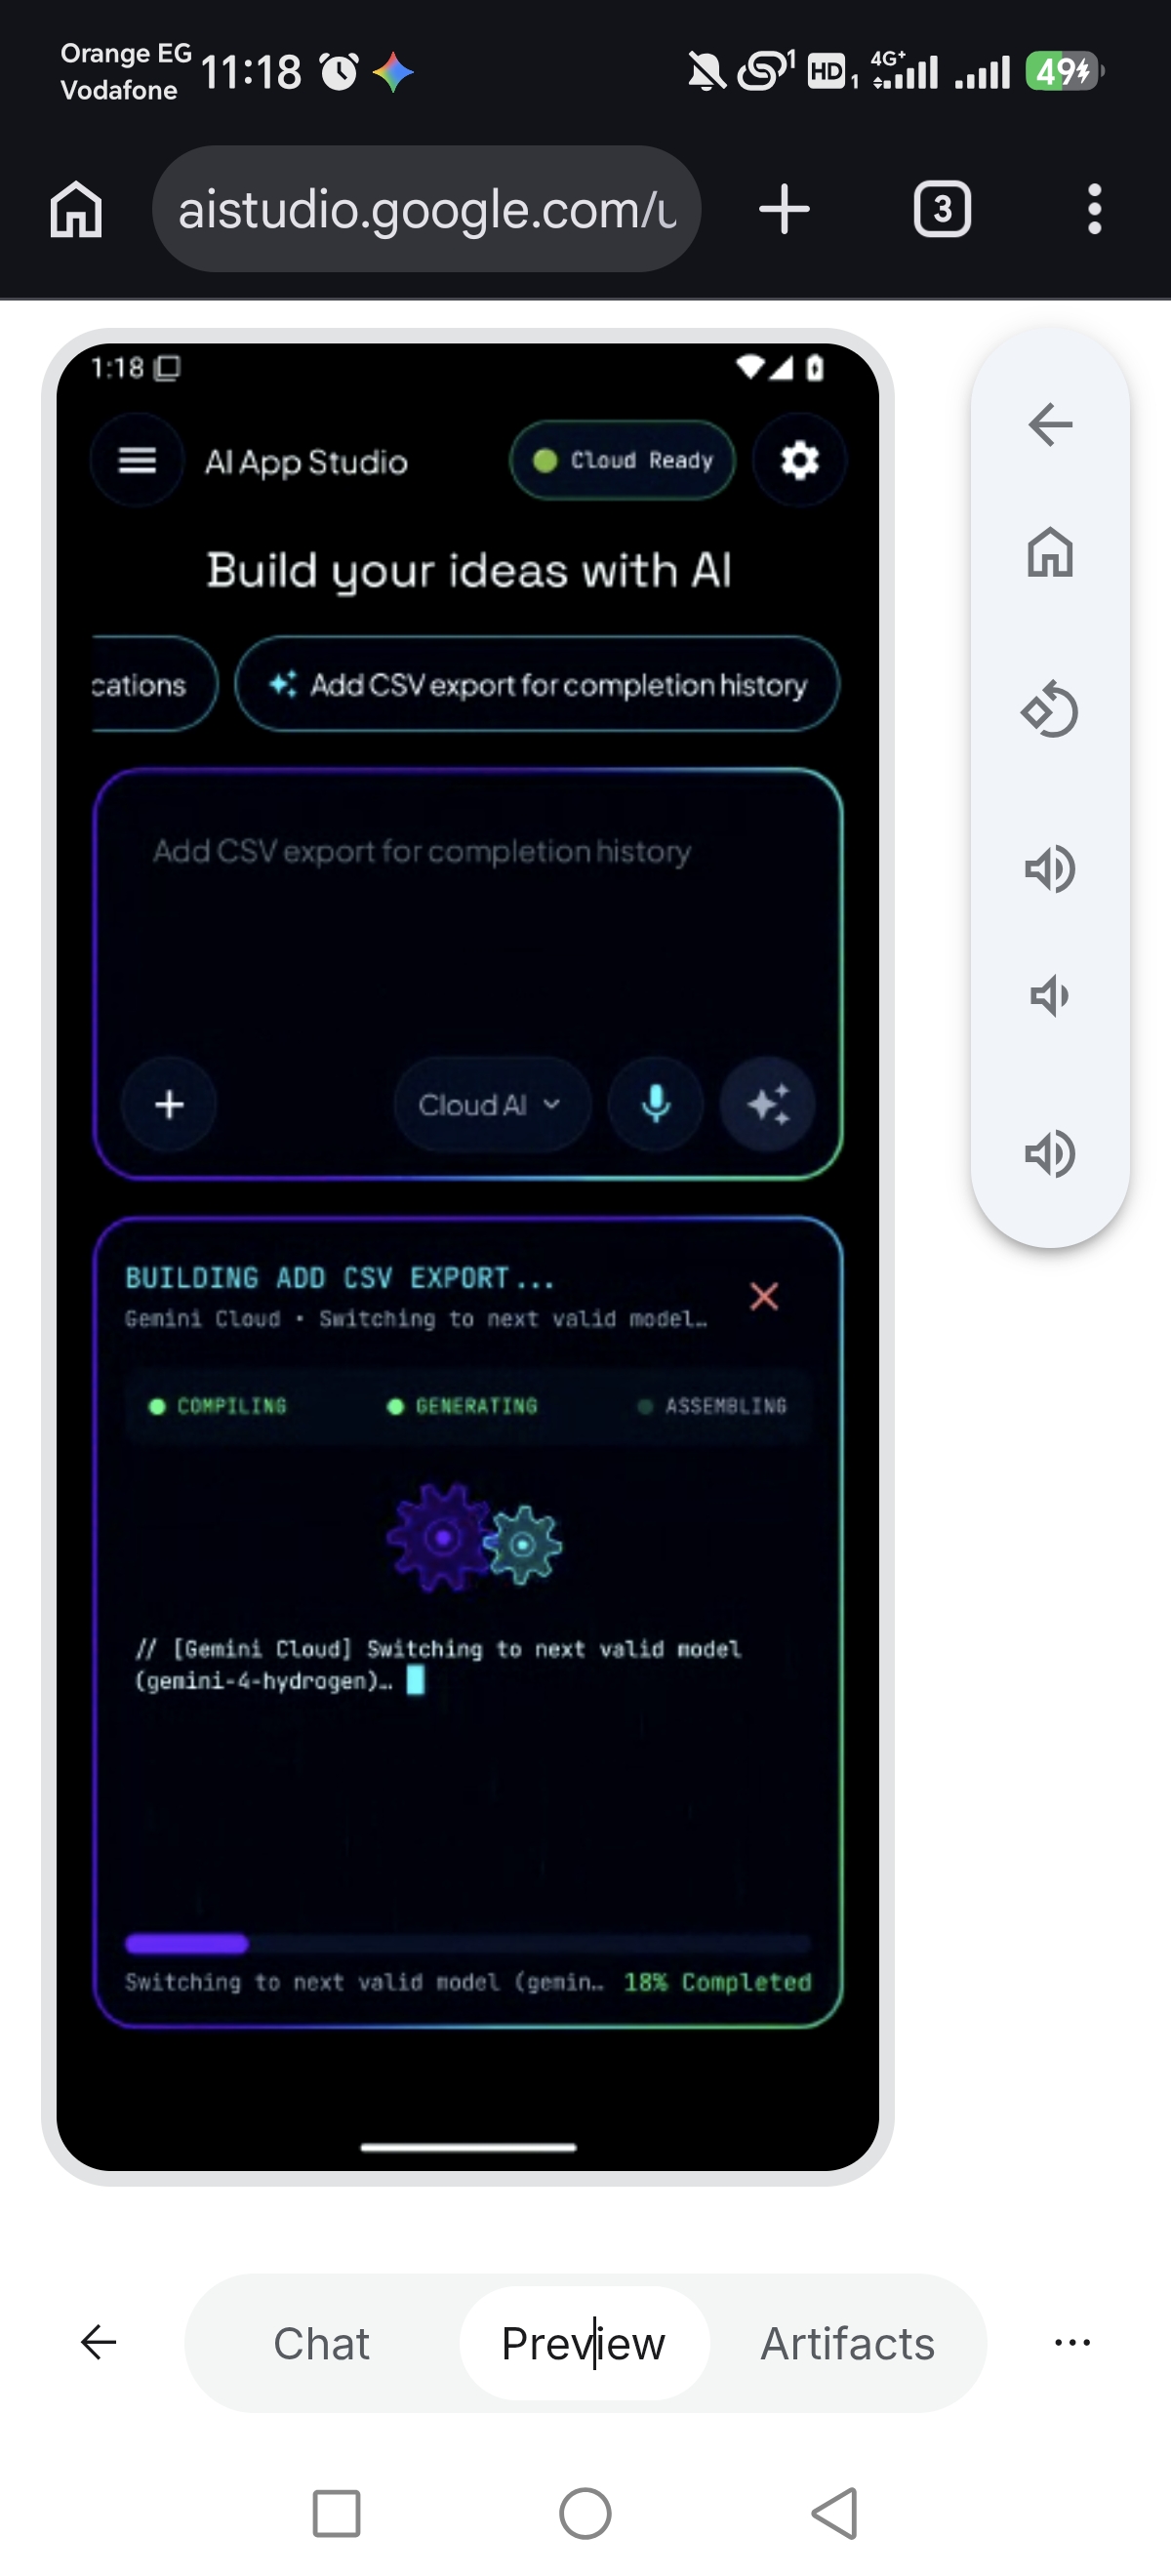 Orange EG
Vodafone
11:18
1
HD 1
4G+
49
aistudio.google.com/u
3
1:18
AI App Studio
Cloud Ready
Build your ideas with AI
cations
Add CSV export for completion history
Add CSV export for completion history
Cloud AI
BUILDING ADD CSV EXPORT...
Gemini Cloud • Switching to next valid model…
COMPILING
GENERATING
ASSEMBLING
// [Gemini Cloud] Switching to next valid model
(gemini-4-hydrogen)…
Switching to next valid model (gemin…
18% Completed
Chat
Preview
Artifacts